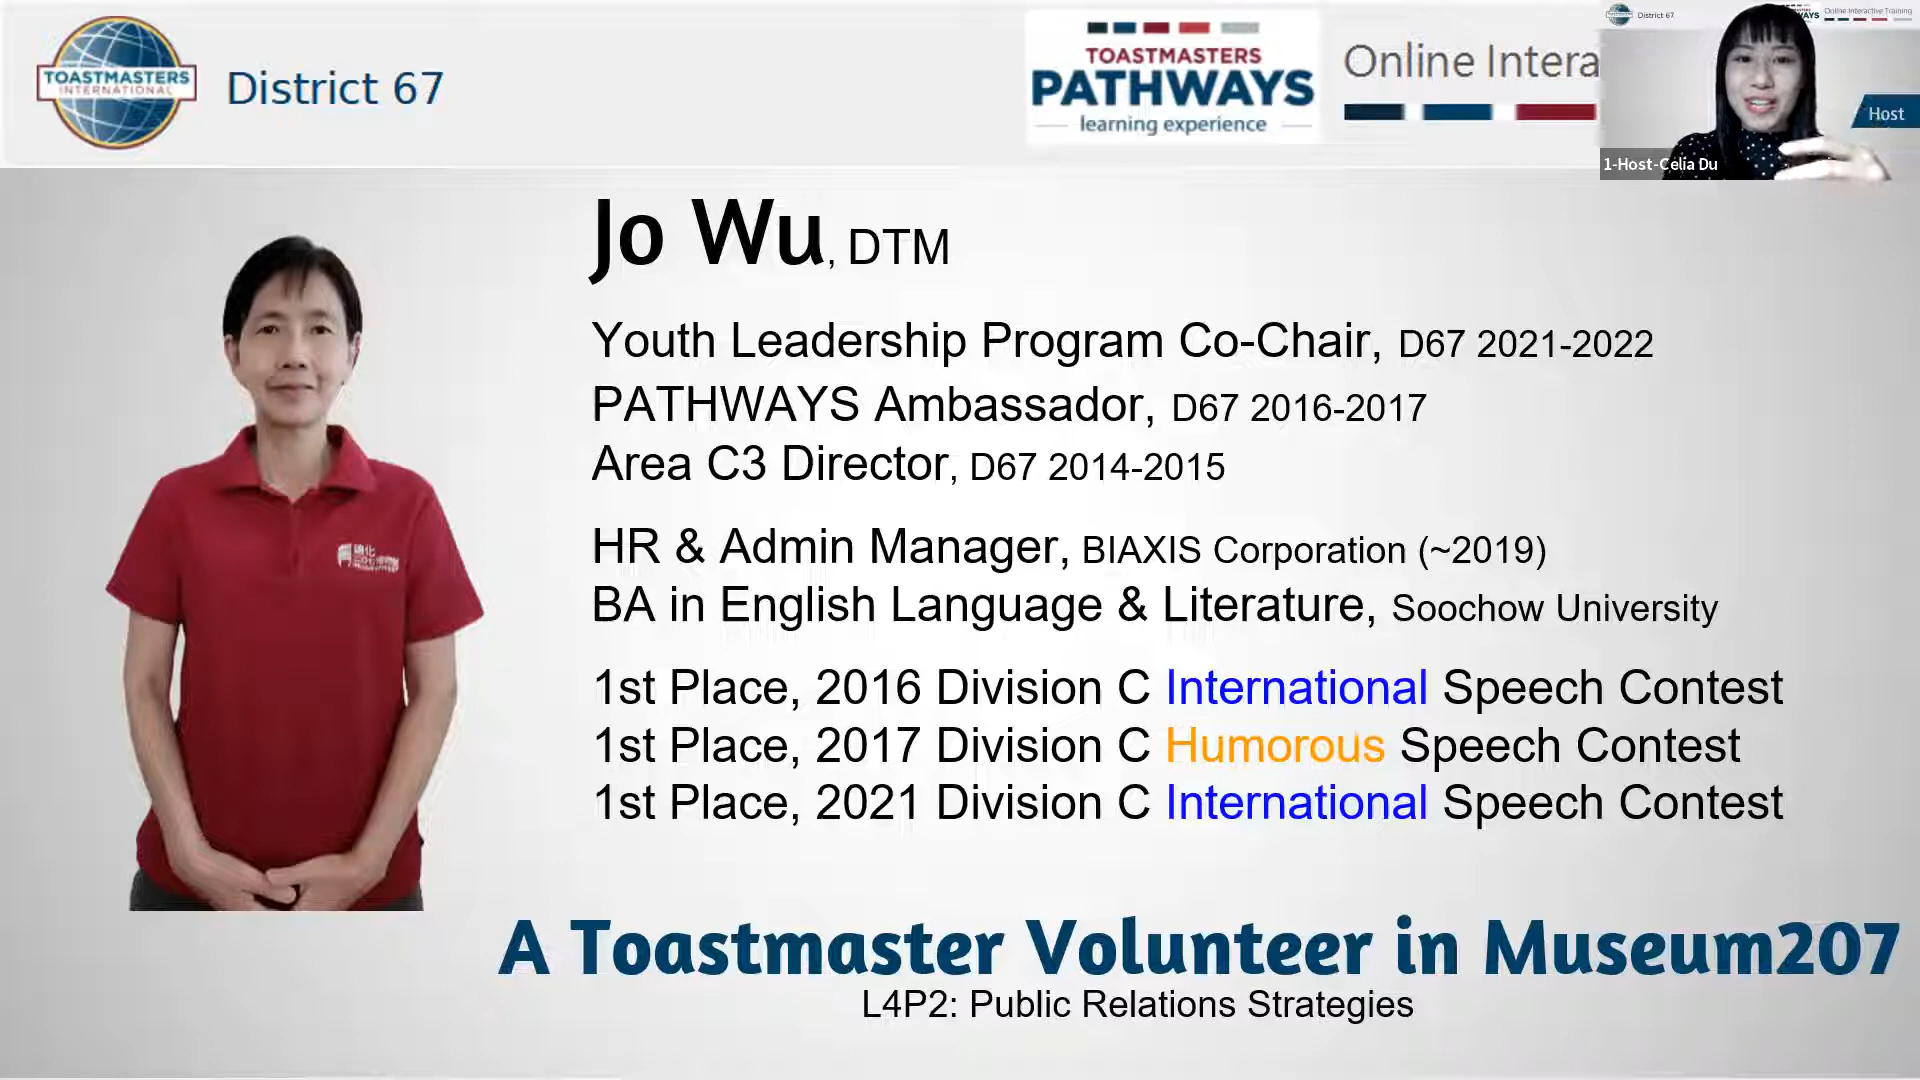 TOASTMASTERS
INTERNATIONAL
District 67
TOASTMASTERS
PATHWAYS
learning experience
Online Intera
District 67
Online Interactive Training
Host
1-Host-Celia Du
Jo Wu, DTM
Youth Leadership Program Co-Chair, D67 2021-2022
PATHWAYS Ambassador, D67 2016-2017
Area C3 Director, D67 2014-2015
HR & Admin Manager, BIAXIS Corporation (~2019)
BA in English Language & Literature, Soochow University
1st Place, 2016 Division C International Speech Contest
1st Place, 2017 Division C Humorous Speech Contest
1st Place, 2021 Division C International Speech Contest
A Toastmaster Volunteer in Museum207
L4P2: Public Relations Strategies